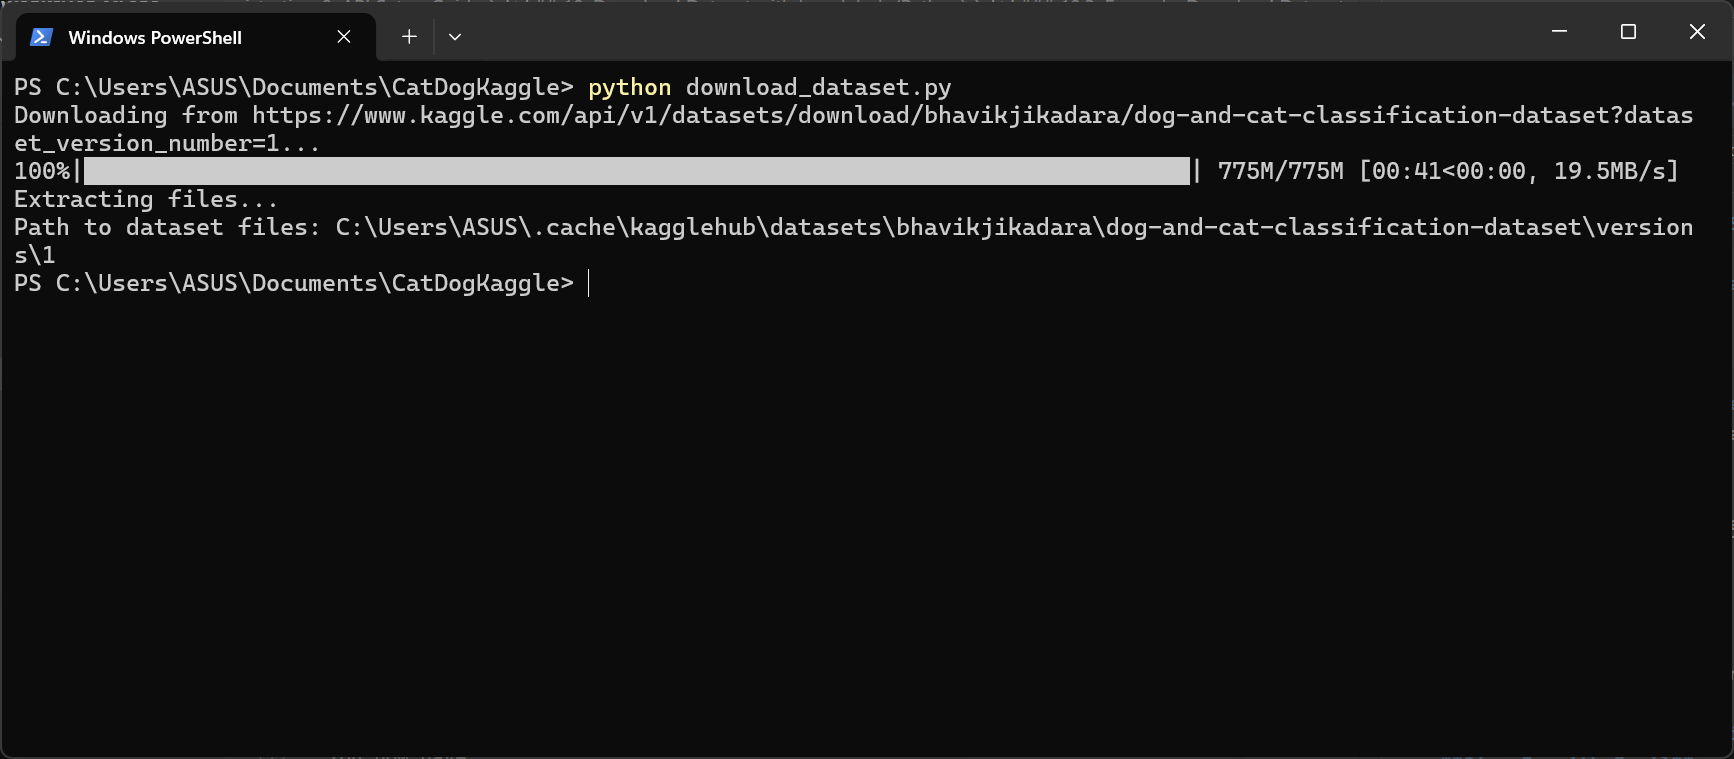 Windows PowerShell
PS C:\Users\ASUS\Documents\CatDogKaggle> python download_dataset.py
Downloading from https://www.kaggle.com/api/v1/datasets/download/bhavikjikadara/dog-and-cat-classification-dataset?datas
et_version_number=1...
100%| | 775M/775M [00:41<00:00, 19.5MB/s]
Extracting files...
Path to dataset files: C:\Users\ASUS\.cache\kagglehub\datasets\bhavikjikadara\dog-and-cat-classification-dataset\version
s\1
PS C:\Users\ASUS\Documents\CatDogKaggle>